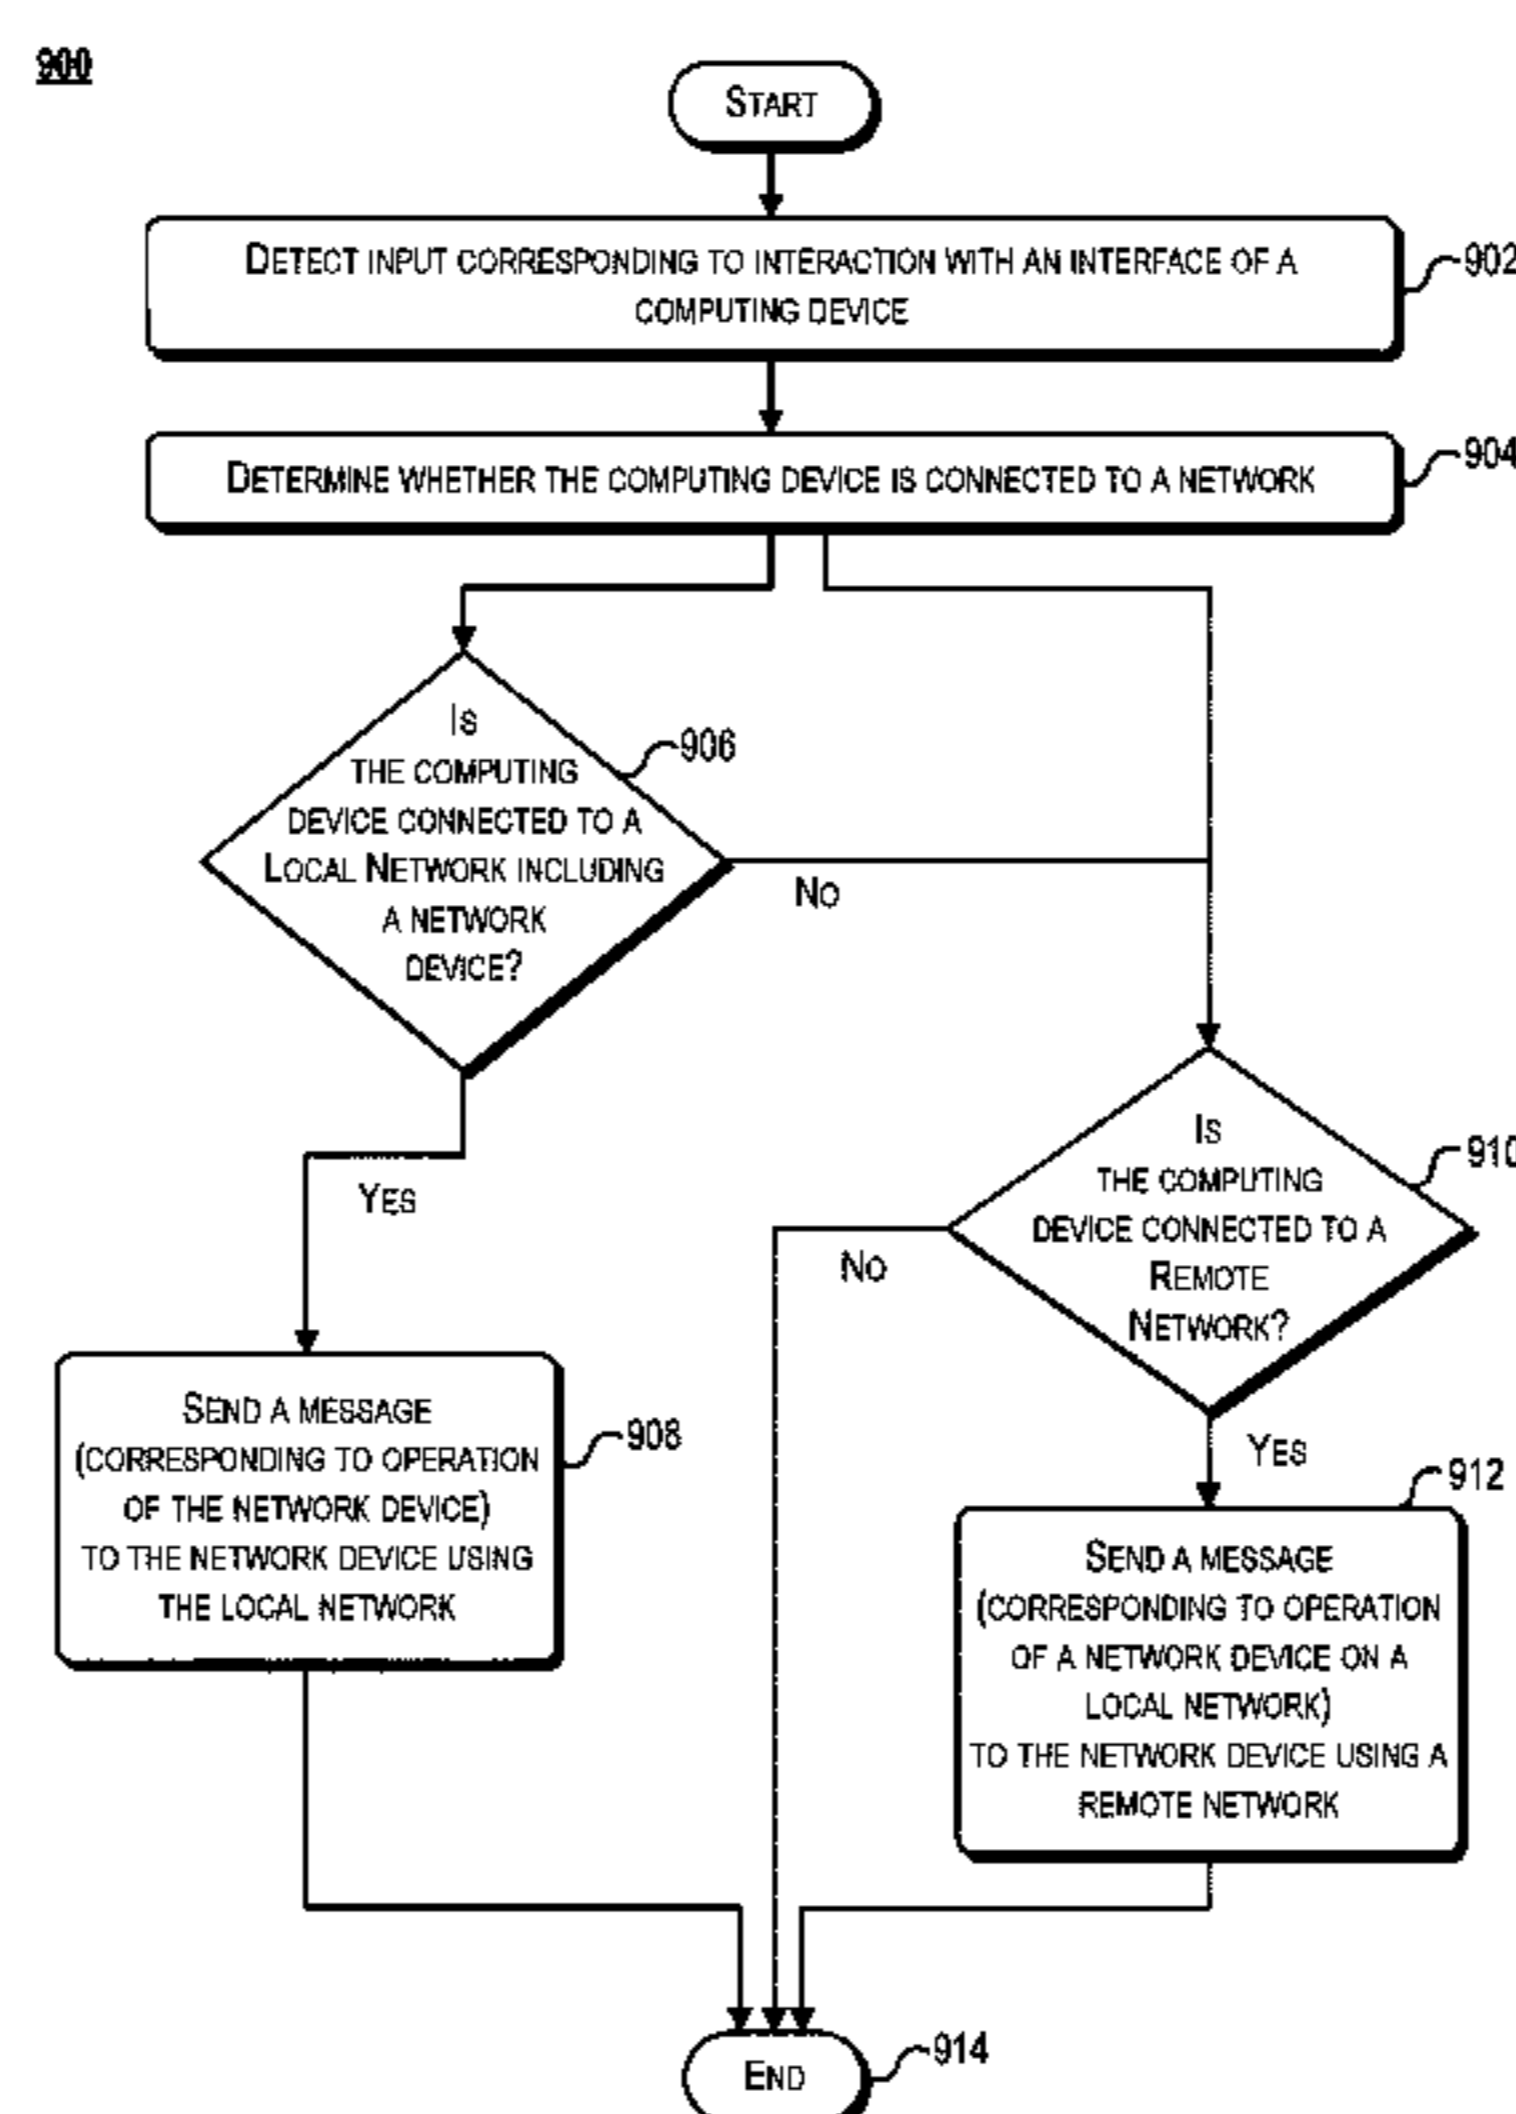 900
START
DETECT INPUT CORRESPONDING TO INTERACTION WITH AN INTERFACE OF A
COMPUTING DEVICE
902
DETERMINE WHETHER THE COMPUTING DEVICE IS CONNECTED TO A NETWORK
904
IS
THE COMPUTING
DEVICE CONNECTED TO A
LOCAL NETWORK INCLUDING
A NETWORK
DEVICE?
906
NO
YES
IS
THE COMPUTING
DEVICE CONNECTED TO A
REMOTE
NETWORK?
910
NO
YES
SEND A MESSAGE
(CORRESPONDING TO OPERATION
OF THE NETWORK DEVICE)
TO THE NETWORK DEVICE USING
THE LOCAL NETWORK
908
912
SEND A MESSAGE
(CORRESPONDING TO OPERATION
OF A NETWORK DEVICE ON A
LOCAL NETWORK)
TO THE NETWORK DEVICE USING A
REMOTE NETWORK
END
914